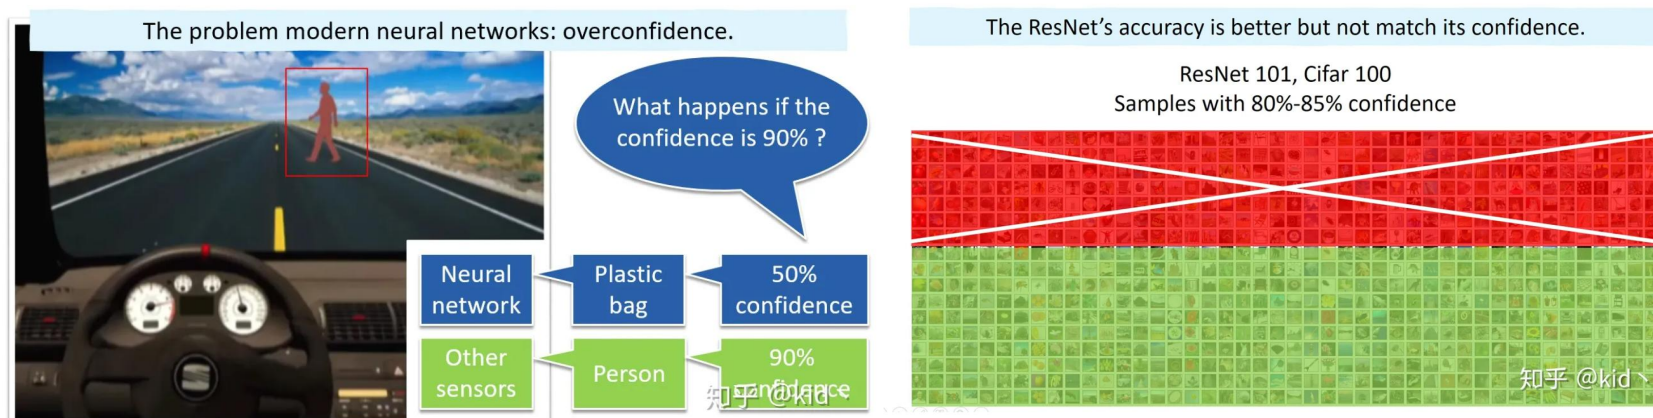 The problem modern neural networks: overconfidence.
What happens if the
confidence is 90% ?
Neural
network
Plastic
bag
50%
confidence
Other
sensors
Person
90%
confidence
知乎 @kid丶
The ResNet’s accuracy is better but not match its confidence.
ResNet 101, Cifar 100
Samples with 80%-85% confidence
知乎 @kid丶